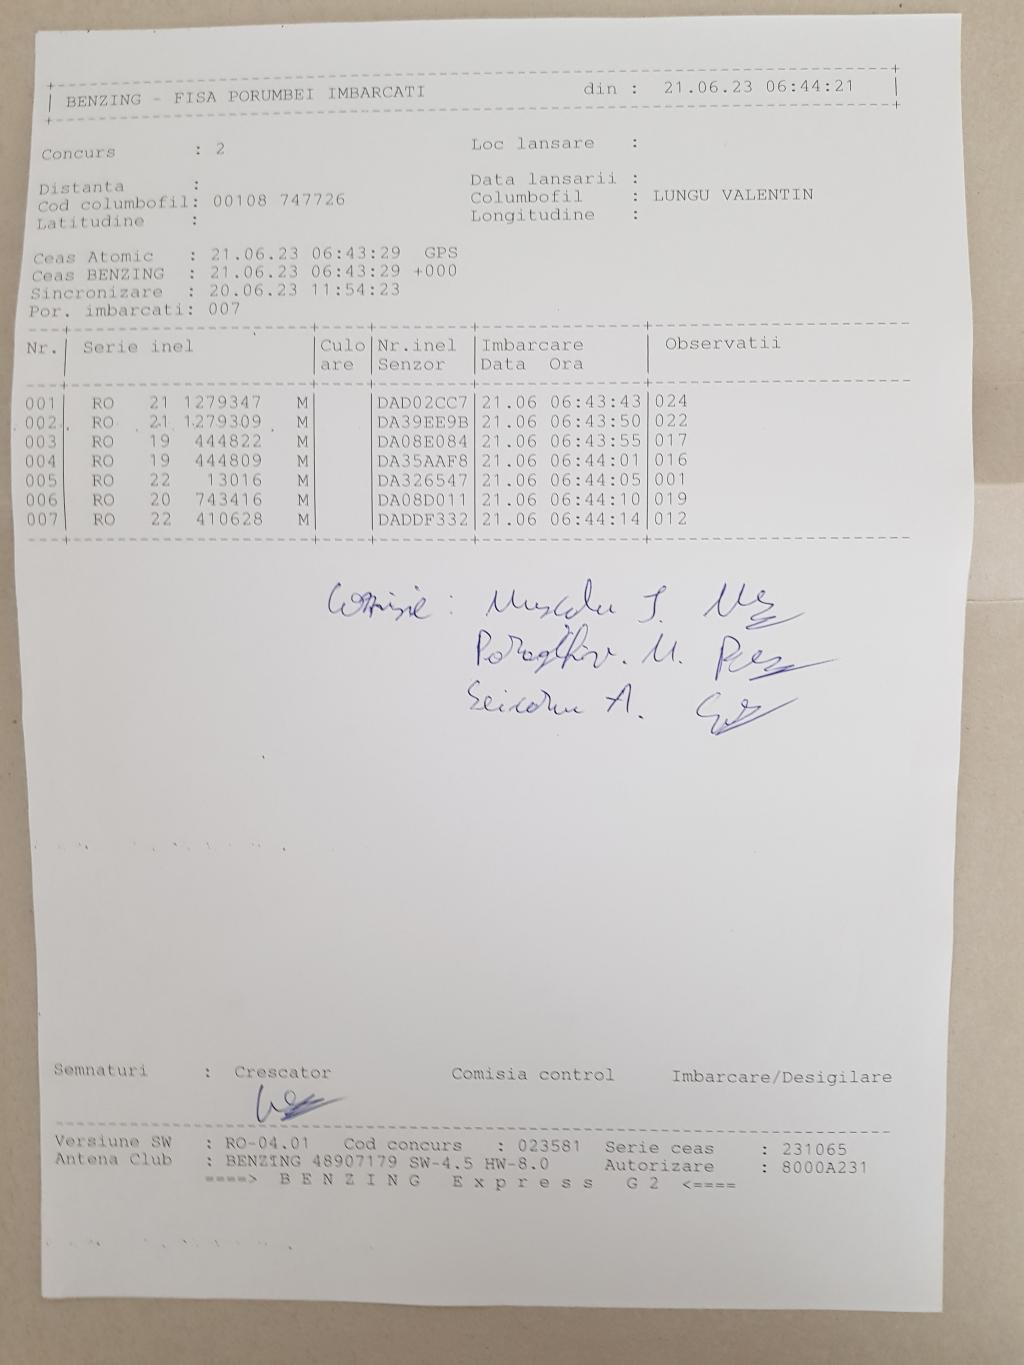 BENZING - FISA PORUMBEI IMBARCATI din : 21.06.23 06:44:21
Concurs : 2 Loc lansare :
Distanta : Data lansarii :
Cod columbofil: 00108 747726 Columbofil : LUNGU VALENTIN
Latitudine : Longitudine :
Ceas Atomic : 21.06.23 06:43:29 GPS
Ceas BENZING : 21.06.23 06:43:29 +000
Sincronizare : 20.06.23 11:54:23
Por. imbarcati: 007
Nr. Serie inel Culo Nr.inel Imbarcare Observatii
are Senzor Data Ora
001 RO 21 1279347 M DAD02CC7 21.06 06:43:43 024
002 RO 21 1279309 M DA39EE9B 21.06 06:43:50 022
003 RO 19 444822 M DA08E084 21.06 06:43:55 017
004 RO 19 444809 M DA35AAF8 21.06 06:44:01 016
005 RO 22 13016 M DA326547 21.06 06:44:05 001
006 RO 20 743416 M DA08D011 21.06 06:44:10 019
007 RO 22 410628 M DADDF332 21.06 06:44:14 012
Comisie :
M.
A.
Semnaturi : Crescator Comisia control Imbarcare/Desigilare
Versiune SW : RO-04.01 Cod concurs : 023581 Serie ceas : 231065
Antena Club : BENZING 48907179 SW-4.5 HW-8.0 Autorizare : 8000A231
====> B E N Z I N G E x p r e s s G 2 <====